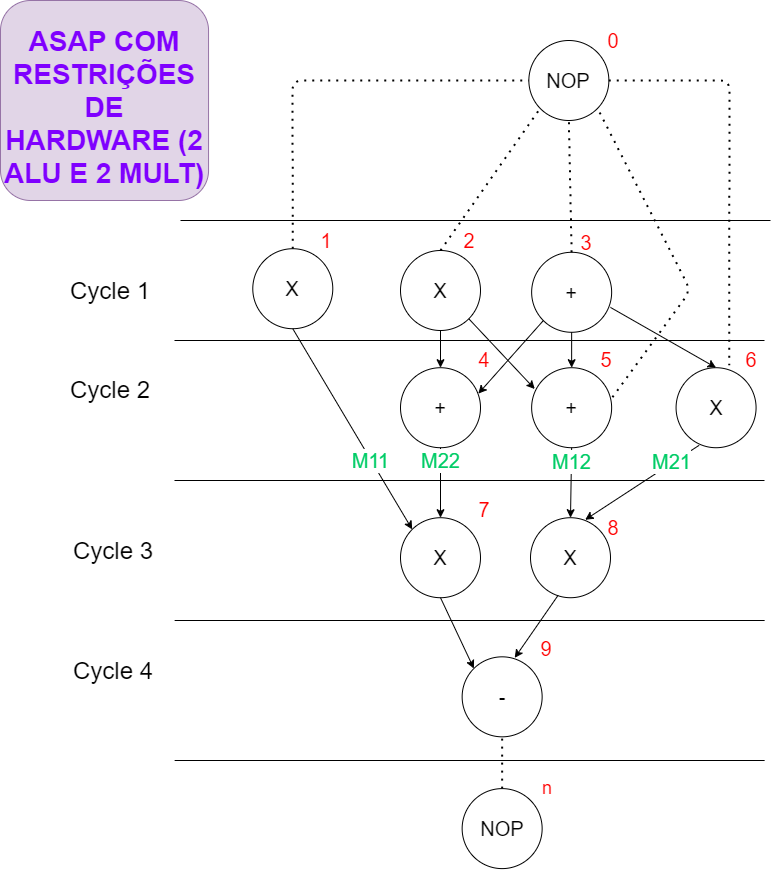 ASAP COM
RESTRIÇÕES
DE
HARDWARE (2
ALU E 2 MULT)
0
NOP
Cycle 1
1
X
2
X
3
+
Cycle 2
4
+
5
+
6
X
M11
M22
M12
M21
Cycle 3
7
X
8
X
Cycle 4
9
-
n
NOP